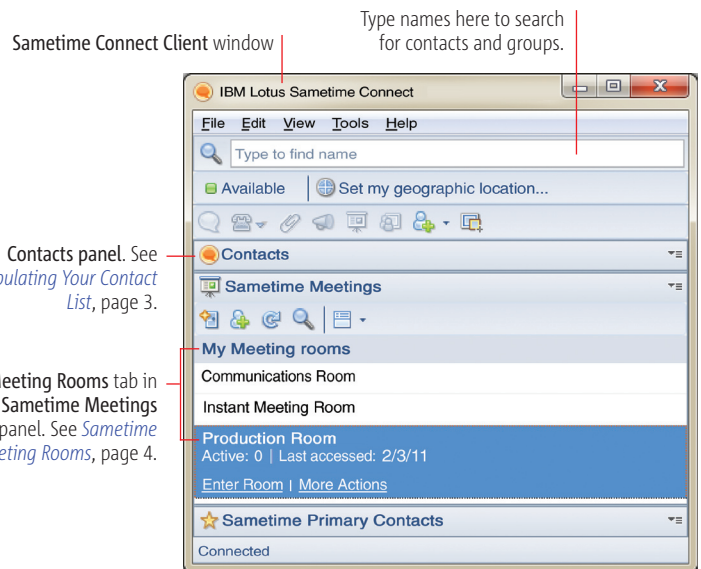 Type names here to search
for contacts and groups.
Sametime Connect Client window
IBM Lotus Sametime Connect
File Edit View Tools Help
Type to find name
Available
Set my geographic location...
Contacts panel. See
pulating Your Contact
List, page 3.
Contacts
Sametime Meetings
My Meeting rooms
Communications Room
Instant Meeting Room
Meeting Rooms tab in
Sametime Meetings
panel. See Sametime
eting Rooms, page 4.
Production Room
Active: 0 | Last accessed: 2/3/11
Enter Room | More Actions
Sametime Primary Contacts
Connected